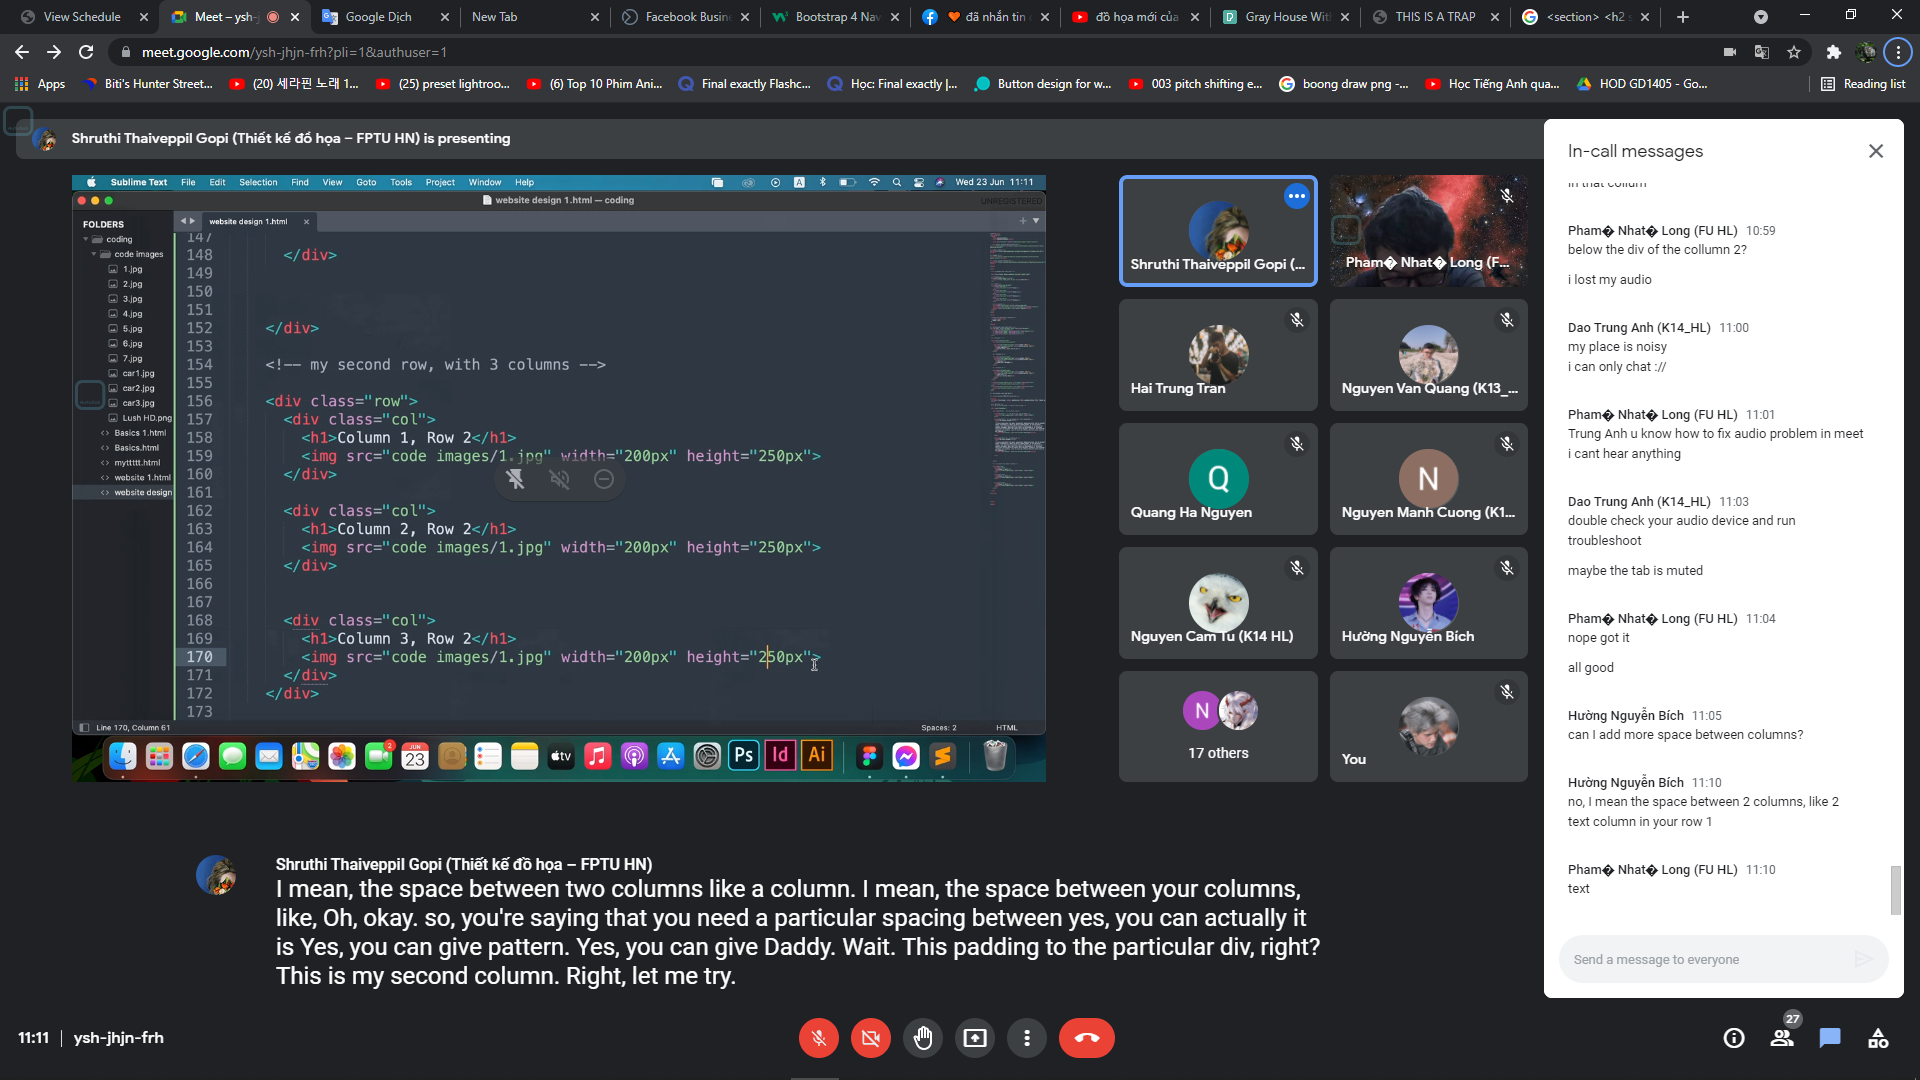 View Schedule
Meet – ysh-j
Google Dịch
New Tab
Facebook Busin
Bootstrap 4 Nav
đã nhắn tin
đồ họa mới của
Gray House Wit
THIS IS A TRAP
<section> <h2
meet.google.com/ysh-jhjn-frh?pli=1&authuser=1
Apps
Biti's Hunter Street...
(20) 세라핀 노래 1...
(25) preset lightroo...
(6) Top 10 Phim Ani...
Final exactly Flashc...
Học: Final exactly |...
Button design for w...
003 pitch shifting e...
boong draw png -...
Học Tiếng Anh qua...
HOD GD1405 - Go...
Reading list
Shruthi Thaiveppil Gopi (Thiết kế đồ họa – FPTU HN) is presenting
Sublime Text File Edit Selection Find View Goto Tools Project Window Help
Wed 23 Jun 11:11
website design 1.html — coding
UNREGISTERED
FOLDERS
coding
code images
1.jpg
2.jpg
3.jpg
4.jpg
5.jpg
6.jpg
7.jpg
car1.jpg
car2.jpg
car3.jpg
Lush HD.png
Basics 1.html
Basics.html
myttttt.html
website 1.html
website design
website design 1.html
147
148 </div>
149
150
151
152 </div>
153
154 <!-- my second row, with 3 columns -->
155
156 <div class="row">
157 <div class="col">
158 <h1>Column 1, Row 2</h1>
159 <img src="code images/1.jpg" width="200px" height="250px">
160 </div>
161
162 <div class="col">
163 <h1>Column 2, Row 2</h1>
164 <img src="code images/1.jpg" width="200px" height="250px">
165 </div>
166
167
168 <div class="col">
169 <h1>Column 3, Row 2</h1>
170 <img src="code images/1.jpg" width="200px" height="250px">
171 </div>
172 </div>
173
Line 170, Column 61
Spaces: 2
HTML
JUN
23
2
tv
Ps
Id
Ai
Shruthi Thaiveppil Gopi (...
Pham� Nhat� Long (F...
Hai Trung Tran
Nguyen Van Quang (K13_...
Q
Quang Ha Nguyen
N
Nguyen Manh Cuong (K1...
Nguyen Cam Tu (K14 HL)
Hường Nguyễn Bích
N
17 others
You
In-call messages
in that collum
Pham� Nhat� Long (FU HL) 10:59
below the div of the collumn 2?
i lost my audio
Dao Trung Anh (K14_HL) 11:00
my place is noisy
i can only chat ://
Pham� Nhat� Long (FU HL) 11:01
Trung Anh u know how to fix audio problem in meet
i cant hear anything
Dao Trung Anh (K14_HL) 11:03
double check your audio device and run
troubleshoot
maybe the tab is muted
Pham� Nhat� Long (FU HL) 11:04
nope got it
all good
Hường Nguyễn Bích 11:05
can I add more space between columns?
Hường Nguyễn Bích 11:10
no, I mean the space between 2 columns, like 2
text column in your row 1
Pham� Nhat� Long (FU HL) 11:10
text
Send a message to everyone
Shruthi Thaiveppil Gopi (Thiết kế đồ họa – FPTU HN)
I mean, the space between two columns like a column. I mean, the space between your columns,
like, Oh, okay. so, you're saying that you need a particular spacing between yes, you can actually it
is Yes, you can give pattern. Yes, you can give Daddy. Wait. This padding to the particular div, right?
This is my second column. Right, let me try.
11:11 | ysh-jhjn-frh
27